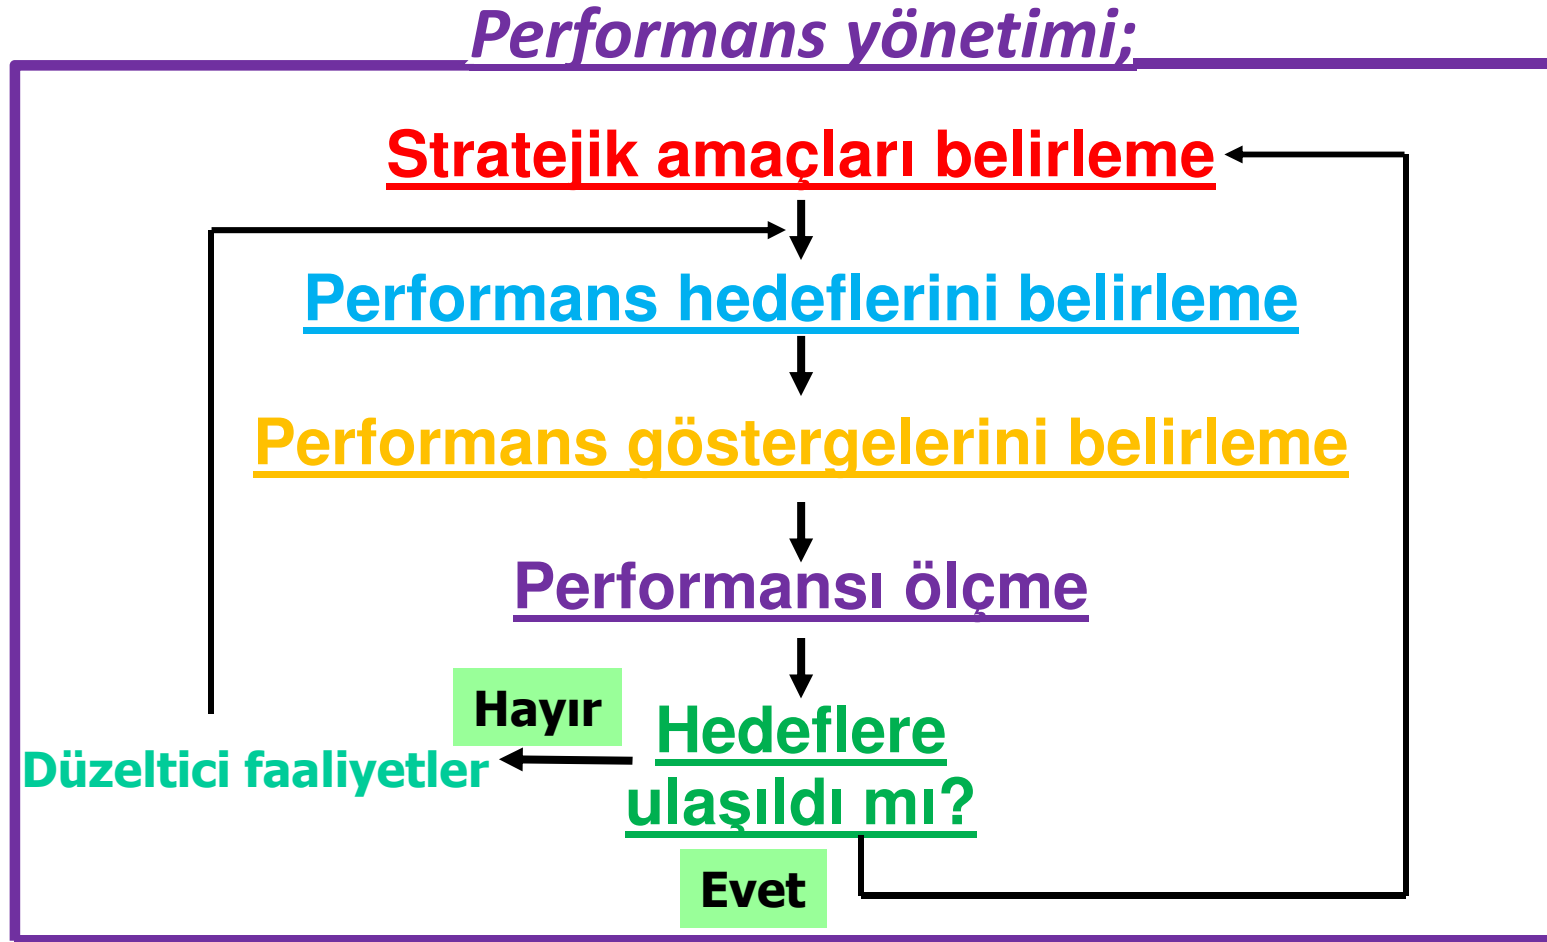 Performans yönetimi;
Stratejik amaçları belirleme
Performans hedeflerini belirleme
Performans göstergelerini belirleme
Performansı ölçme
Hayır
Hedeflere
Düzeltici faaliyetler
ulaşıldı mı?
Evet